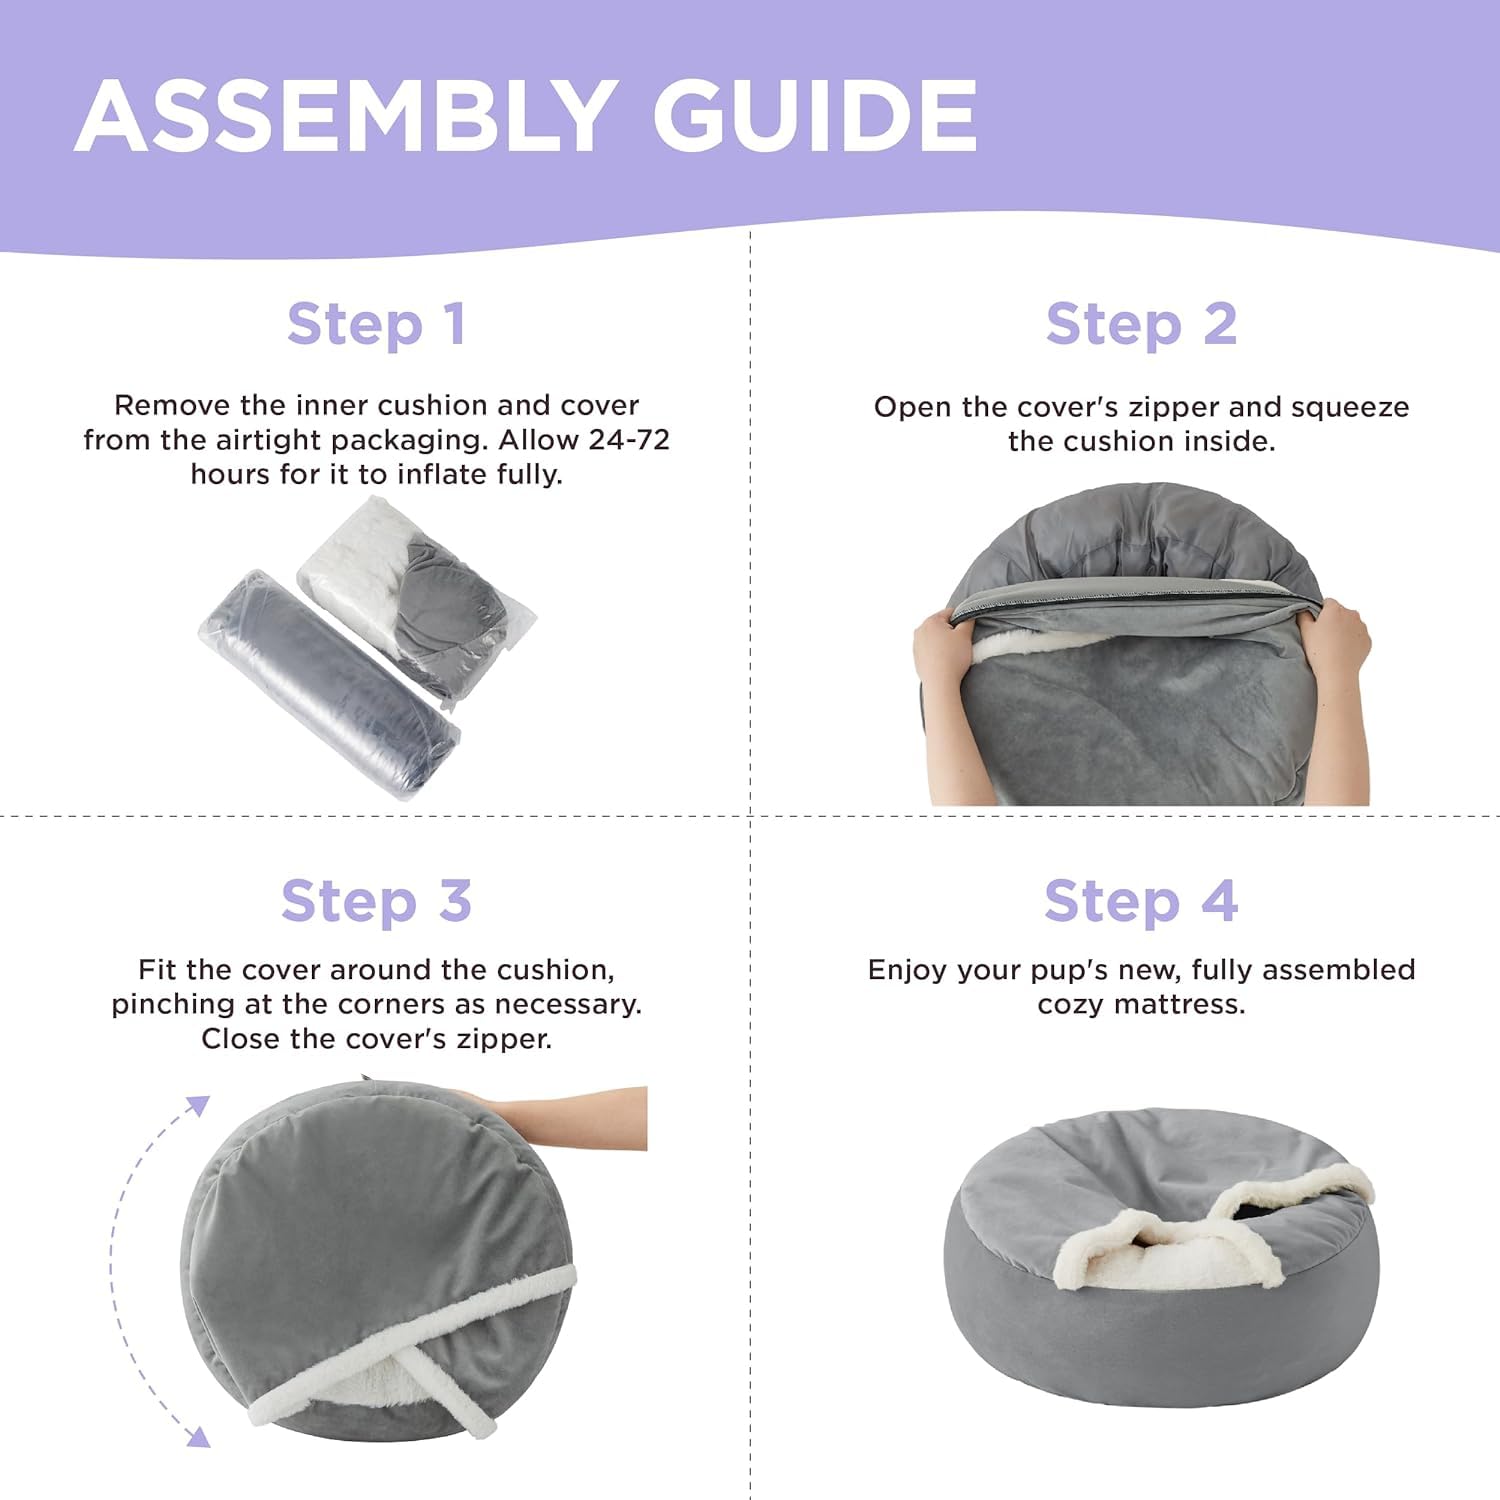 ASSEMBLY GUIDE
Step 1
Remove the inner cushion and cover
from the airtight packaging. Allow 24-72
hours for it to inflate fully.
Step 2
Open the cover's zipper and squeeze
the cushion inside.
Step 3
Fit the cover around the cushion,
pinching at the corners as necessary.
Close the cover's zipper.
Step 4
Enjoy your pup's new, fully assembled
cozy mattress.